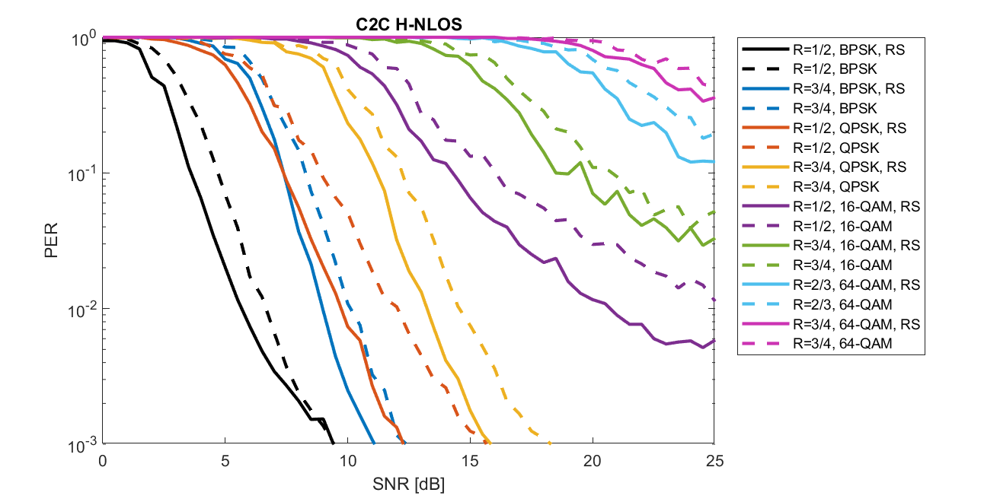 C2C H-NLOS
10^0
10^-1
10^-2
10^-3
PER
0 5 10 15 20 25
SNR [dB]
R=1/2, BPSK, RS
R=1/2, BPSK
R=3/4, BPSK, RS
R=3/4, BPSK
R=1/2, QPSK, RS
R=1/2, QPSK
R=3/4, QPSK, RS
R=3/4, QPSK
R=1/2, 16-QAM, RS
R=1/2, 16-QAM
R=3/4, 16-QAM, RS
R=3/4, 16-QAM
R=2/3, 64-QAM, RS
R=2/3, 64-QAM
R=3/4, 64-QAM, RS
R=3/4, 64-QAM